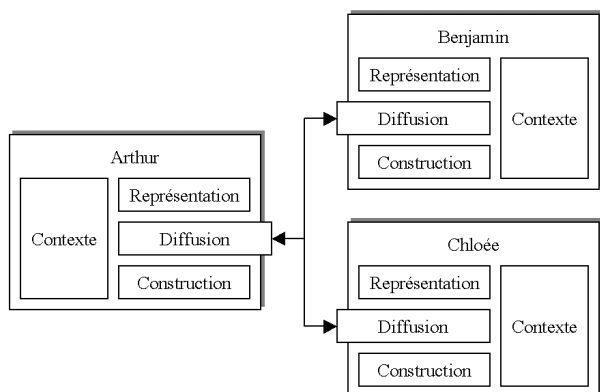 Arthur
Contexte
Représentation
Diffusion
Construction
Benjamin
Représentation
Diffusion
Construction
Contexte
Chloée
Représentation
Diffusion
Construction
Contexte